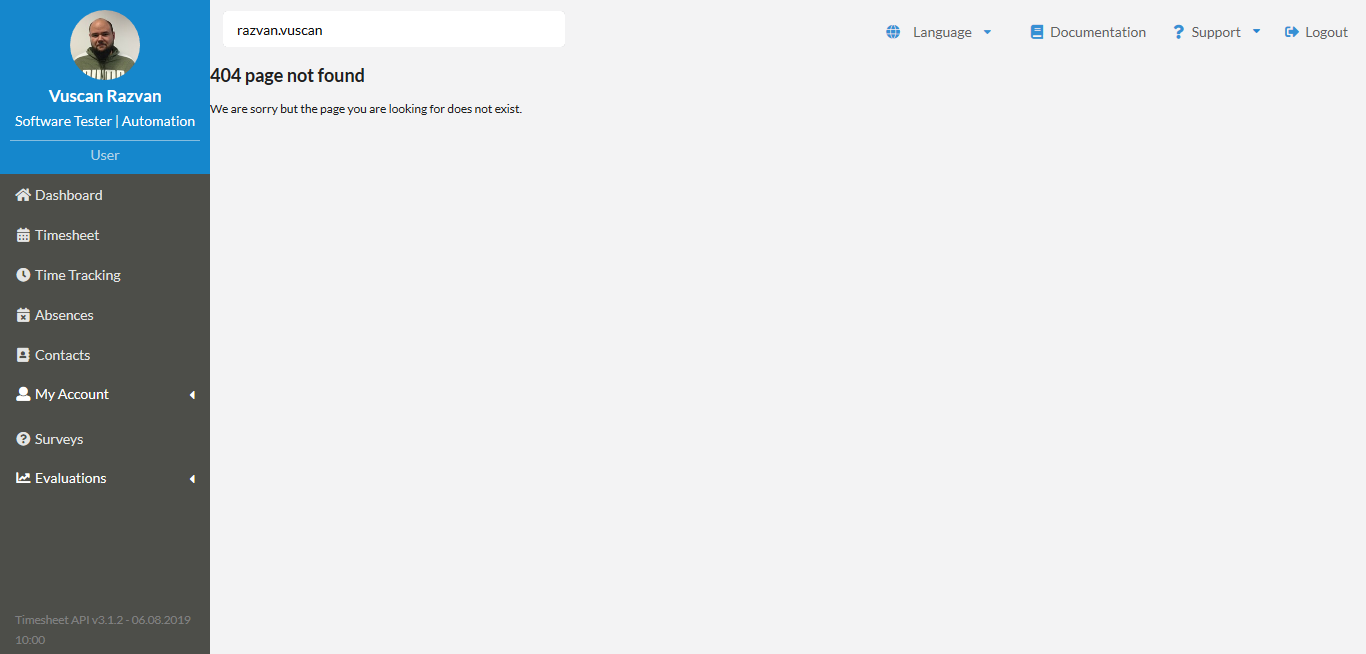 Vuscan Razvan
Software Tester | Automation
User
Dashboard
Timesheet
Time Tracking
Absences
Contacts
My Account
Surveys
Evaluations
Timesheet API v3.1.2 - 06.08.2019
10:00
razvan.vuscan
Language
Documentation
Support
Logout
404 page not found
We are sorry but the page you are looking for does not exist.